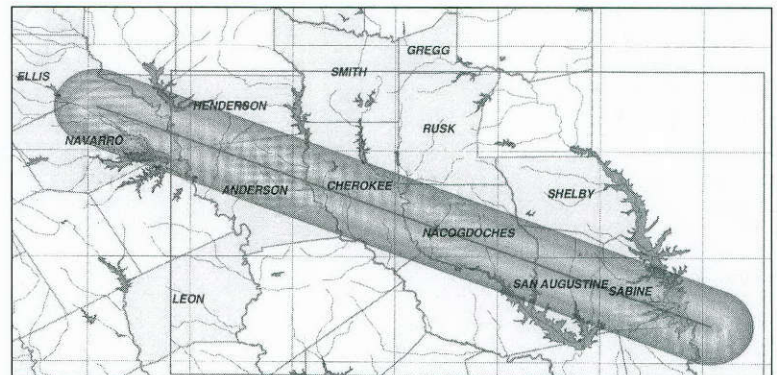 GREGG
SMITH
ELLIS
HENDERSON
RUSK
NAVARRO
CHEROKEE
ANDERSON
SHELBY
NACOGDOCHES
SAN AUGUSTINE
SABINE
LEON